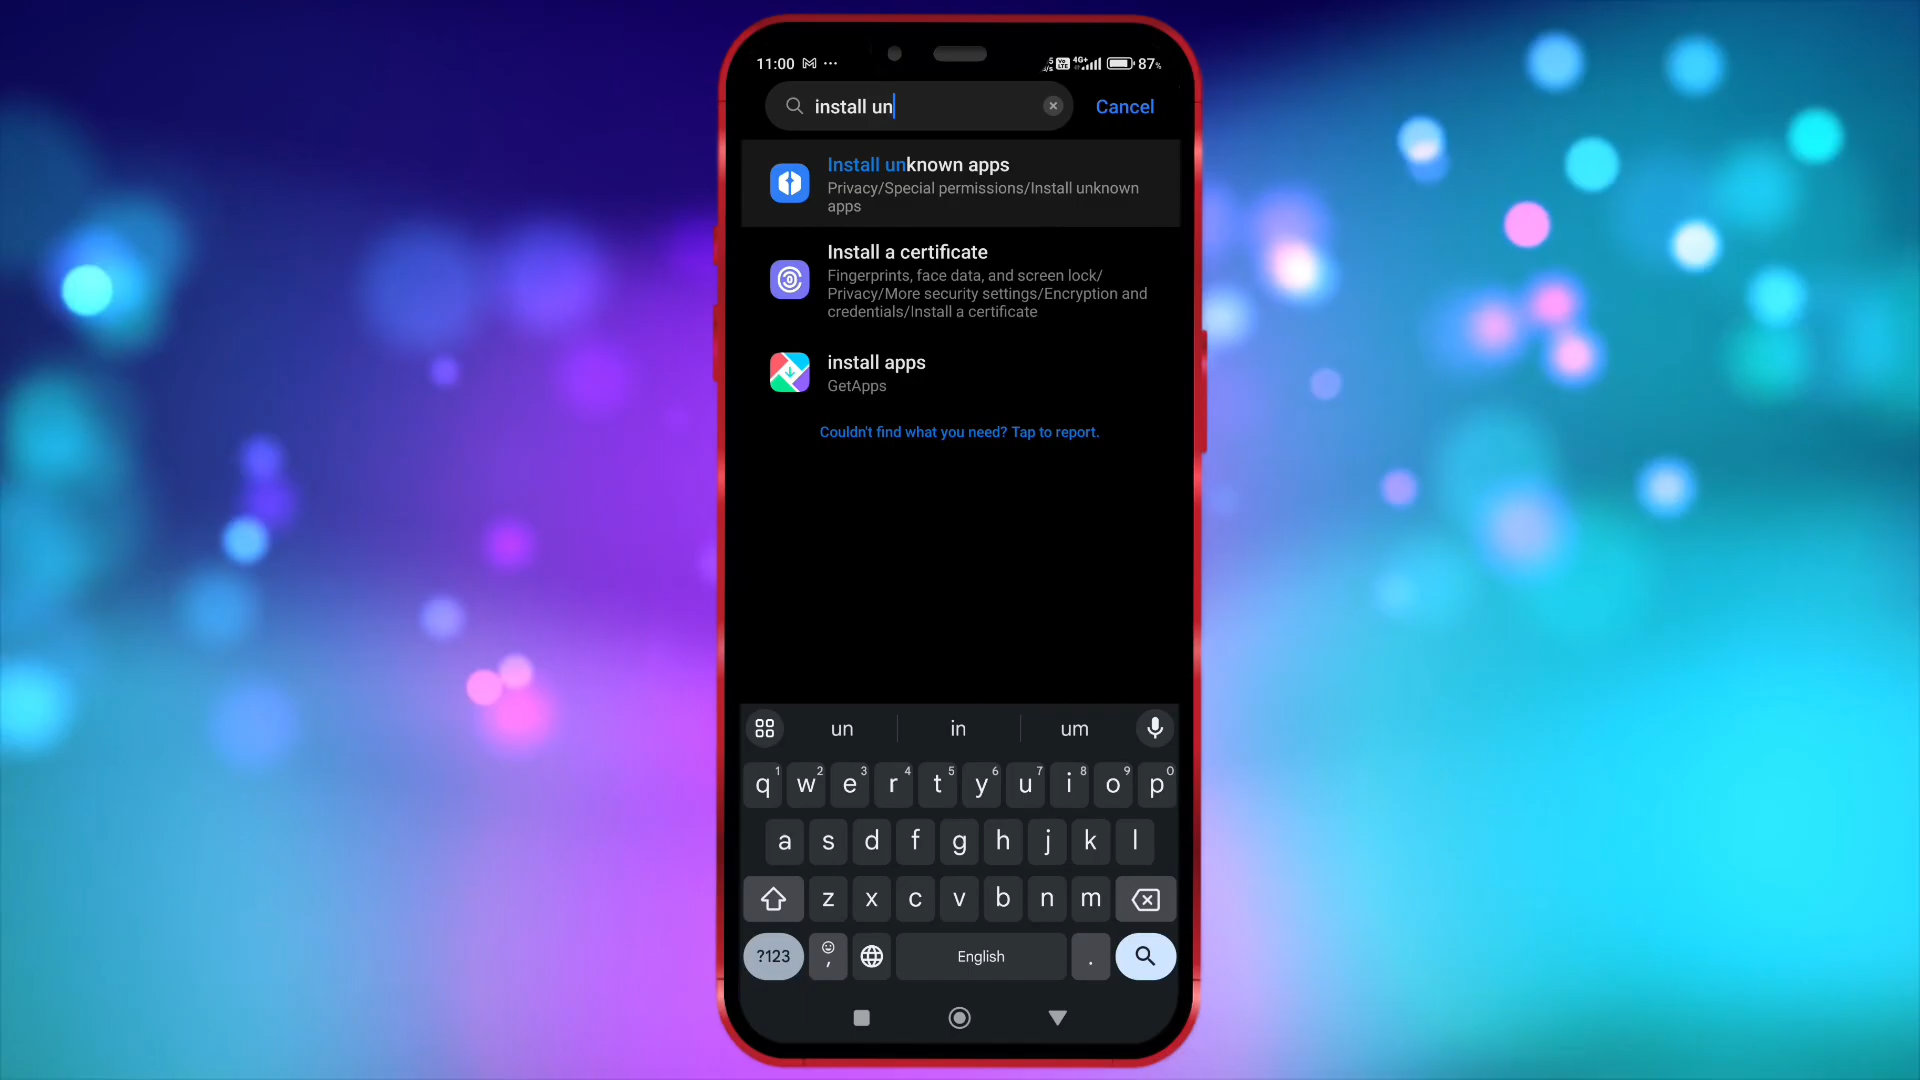 11:00 ... 5 4G+ 87%
install un Cancel
Install unknown apps
Privacy/Special permissions/Install unknown
apps
Install a certificate
Fingerprints, face data, and screen lock/
Privacy/More security settings/Encryption and
credentials/Install a certificate
install apps
GetApps
Couldn't find what you need? Tap to report.
un in um
q1 w2 e3 r4 t5 y6 u7 i8 o9 p0
a s d f g h j k l
z x c v b n m
?123 , English .